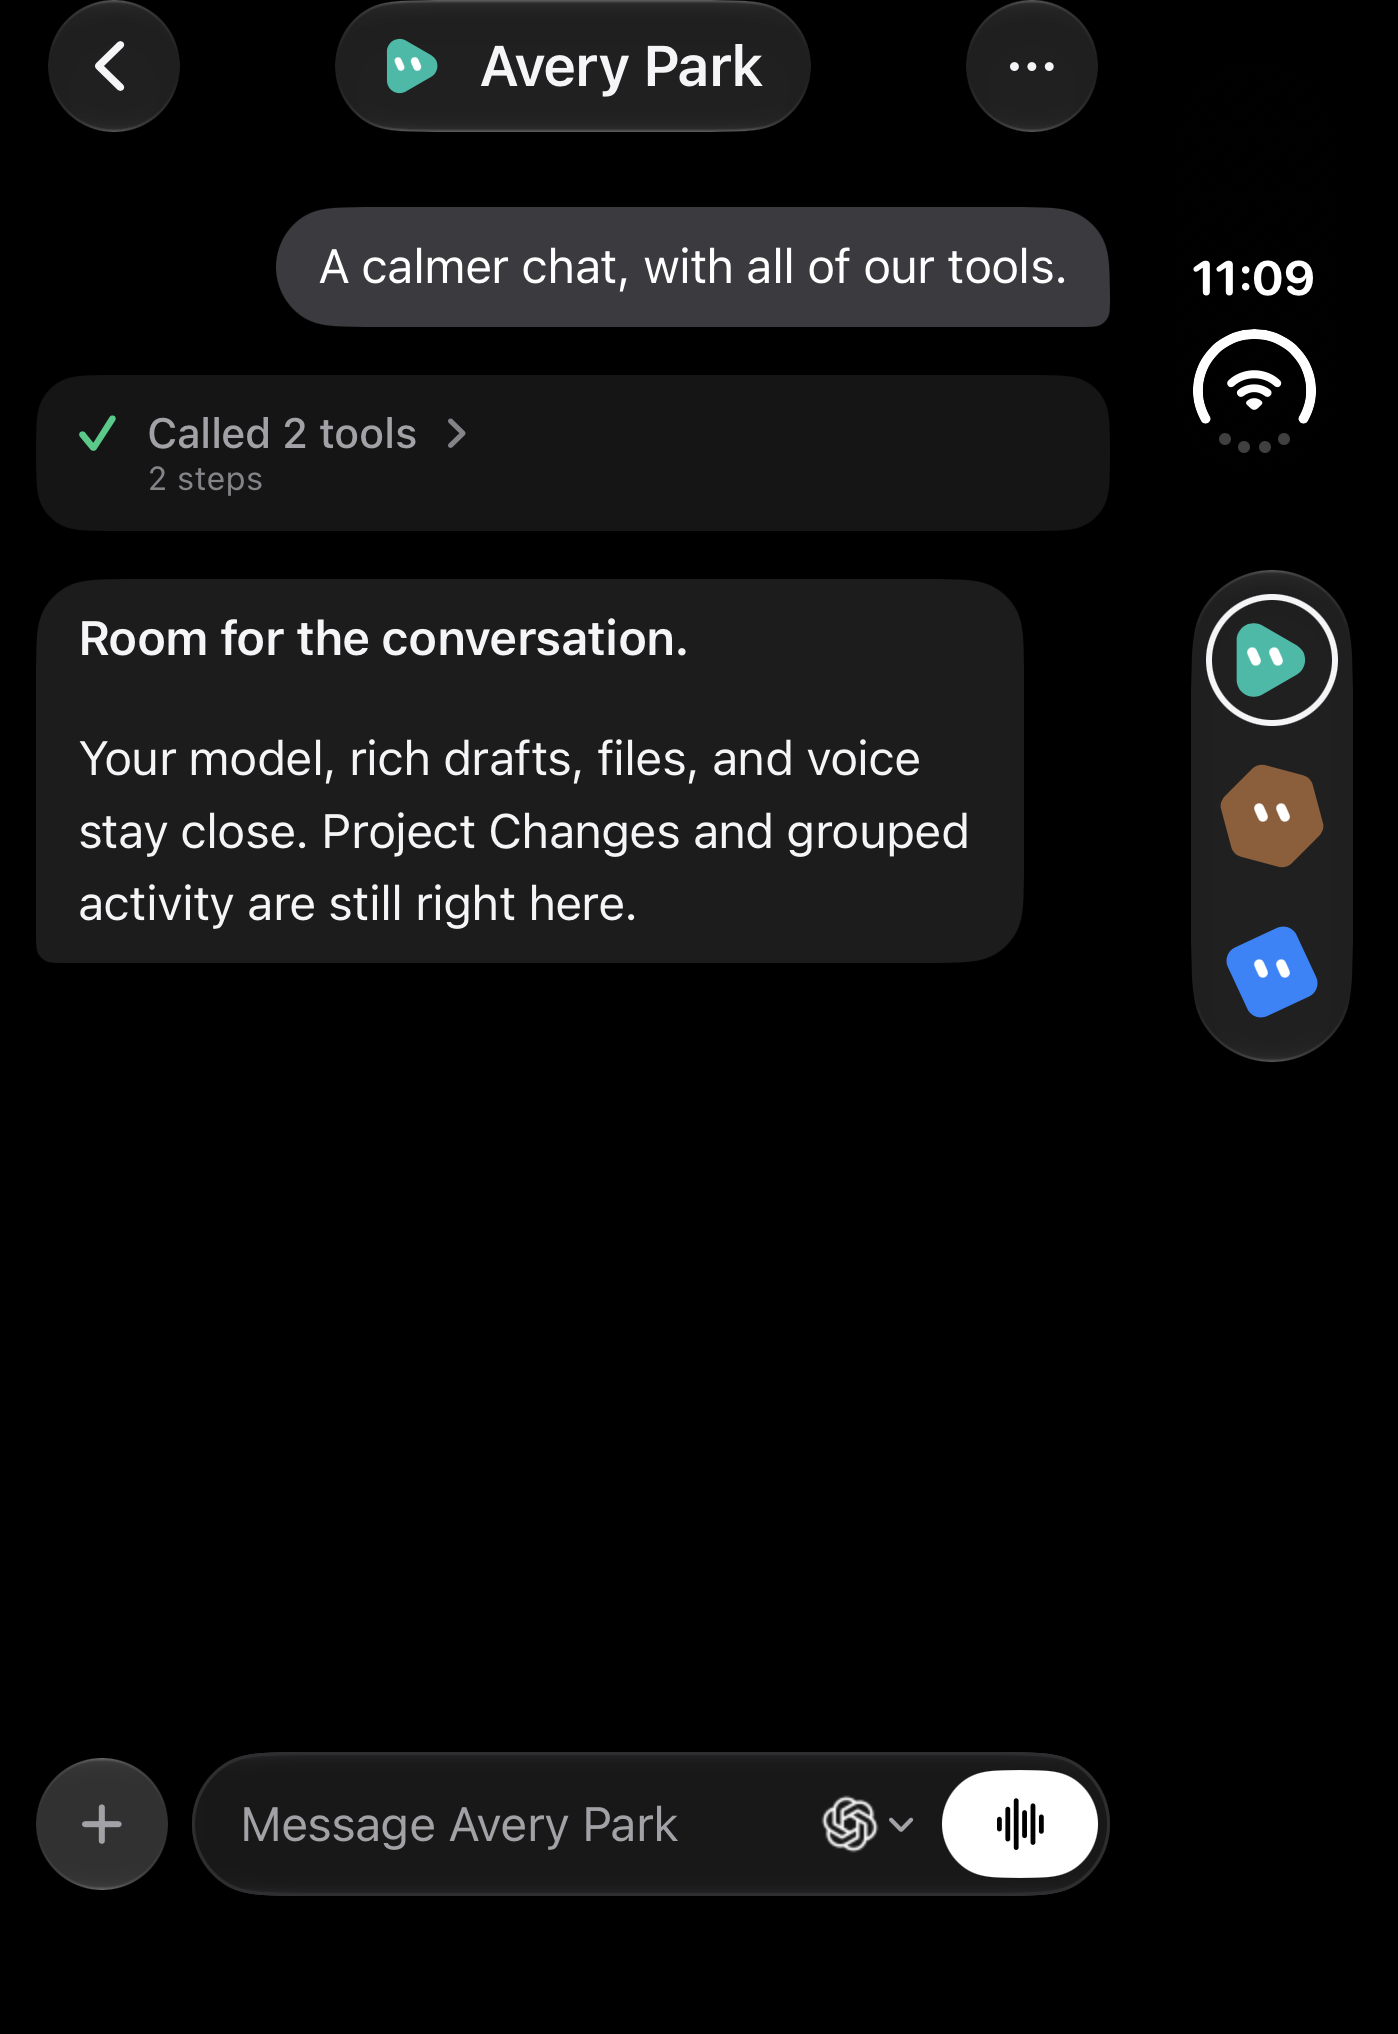 Avery Park
A calmer chat, with all of our tools.
11:09
Called 2 tools
2 steps
Room for the conversation.
Your model, rich drafts, files, and voice
stay close. Project Changes and grouped
activity are still right here.
Message Avery Park